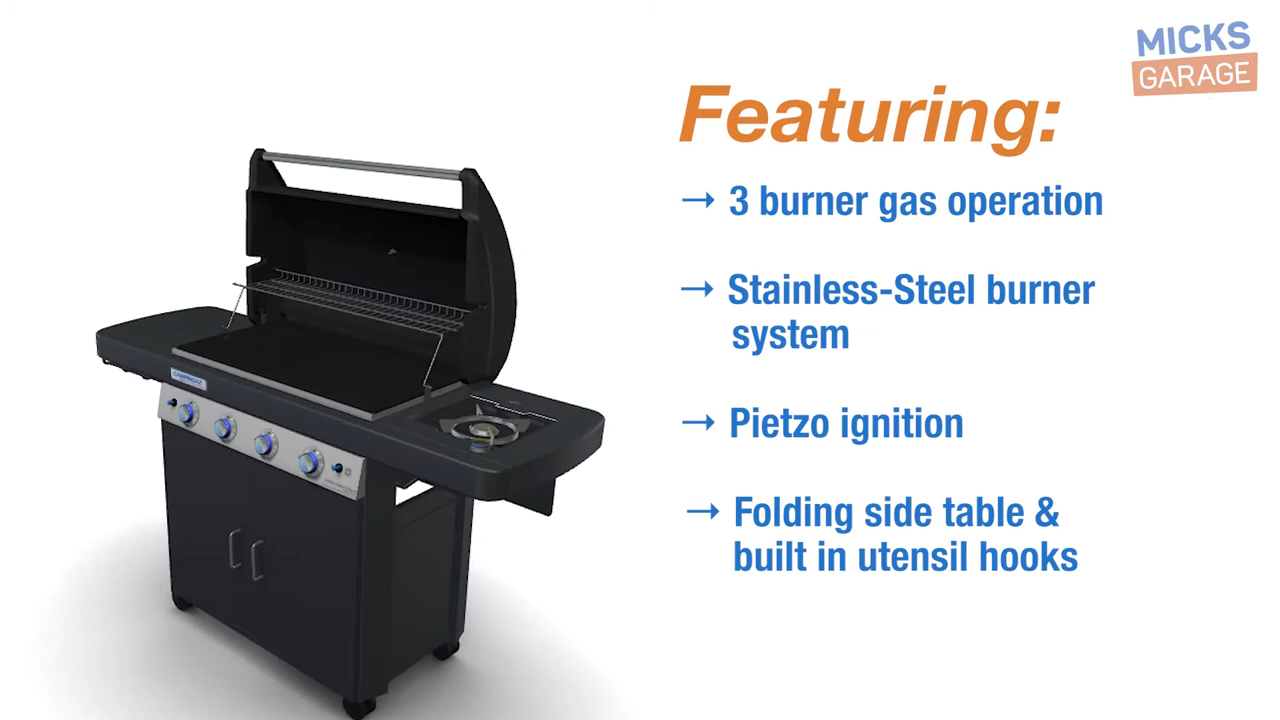 MICKS
GARAGE
Featuring:
→ 3 burner gas operation
→ Stainless-Steel burner
system
→ Pietzo ignition
→ Folding side table &
built in utensil hooks
CAMPINGAZ